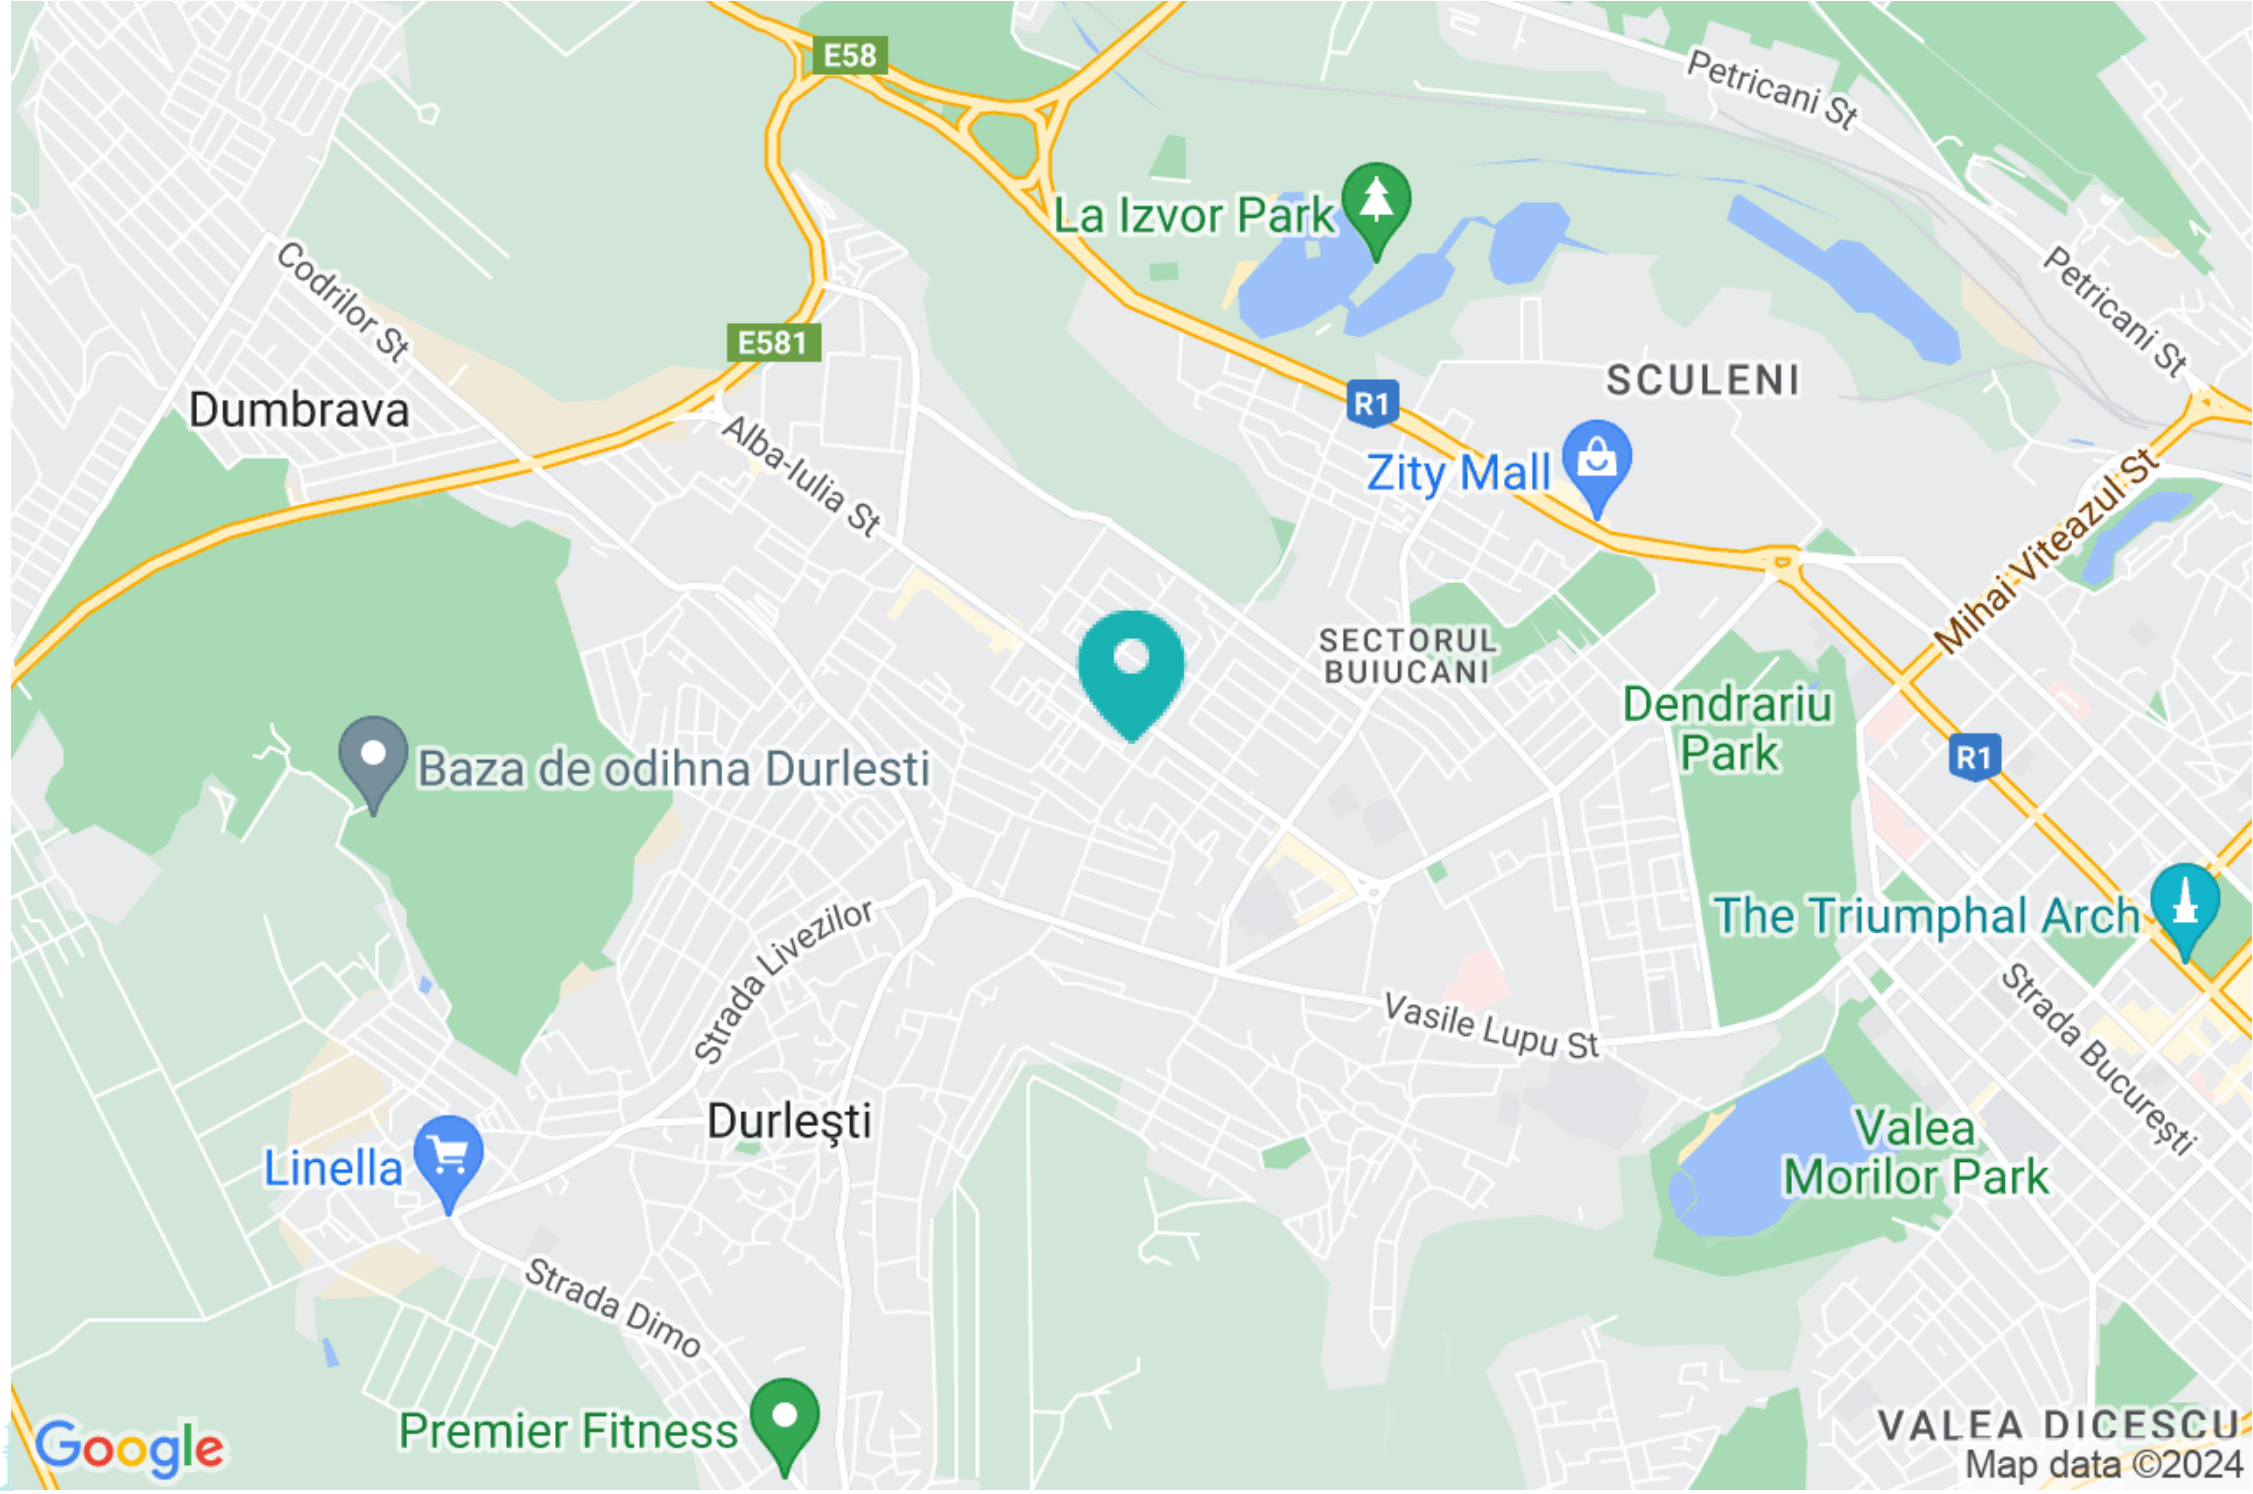 E58
Petricani St
La Izvor Park
Codrilor St
Petricani St
E581
SCULENI
Dumbrava
R1
Alba-Iulia St
Zity Mall
Mihai Viteazul St
SECTORUL
BUIUCANI
Dendrariu
Park
Baza de odihna Durlesti
R1
The Triumphal Arch
Strada Livezilor
Vasile Lupu St
Strada București
Durleşti
Valea
Morilor Park
Linella
Strada Dimo
Premier Fitness
VALEA DICESCU
Google
Map data ©2024